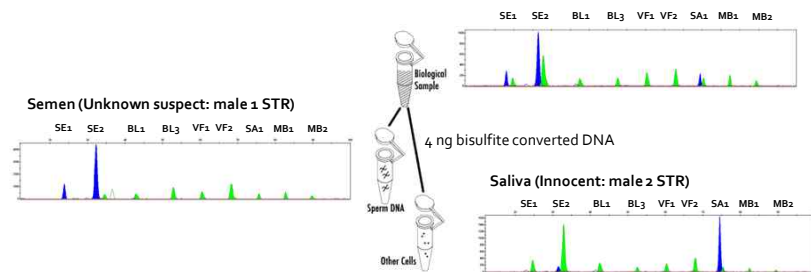 SE1 SE2 BL1 BL3 VF1 VF2 SA1 MB1 MB2
Biological
Sample
Semen (Unknown suspect: male 1 STR)
SE1 SE2 BL1 BL3 VF1 VF2 SA1 MB1 MB2
4 ng bisulfite converted DNA
Sperm DNA
Saliva (Innocent: male 2 STR)
SE1 SE2 BL1 BL3 VF1 VF2 SA1 MB1 MB2
Other Cells